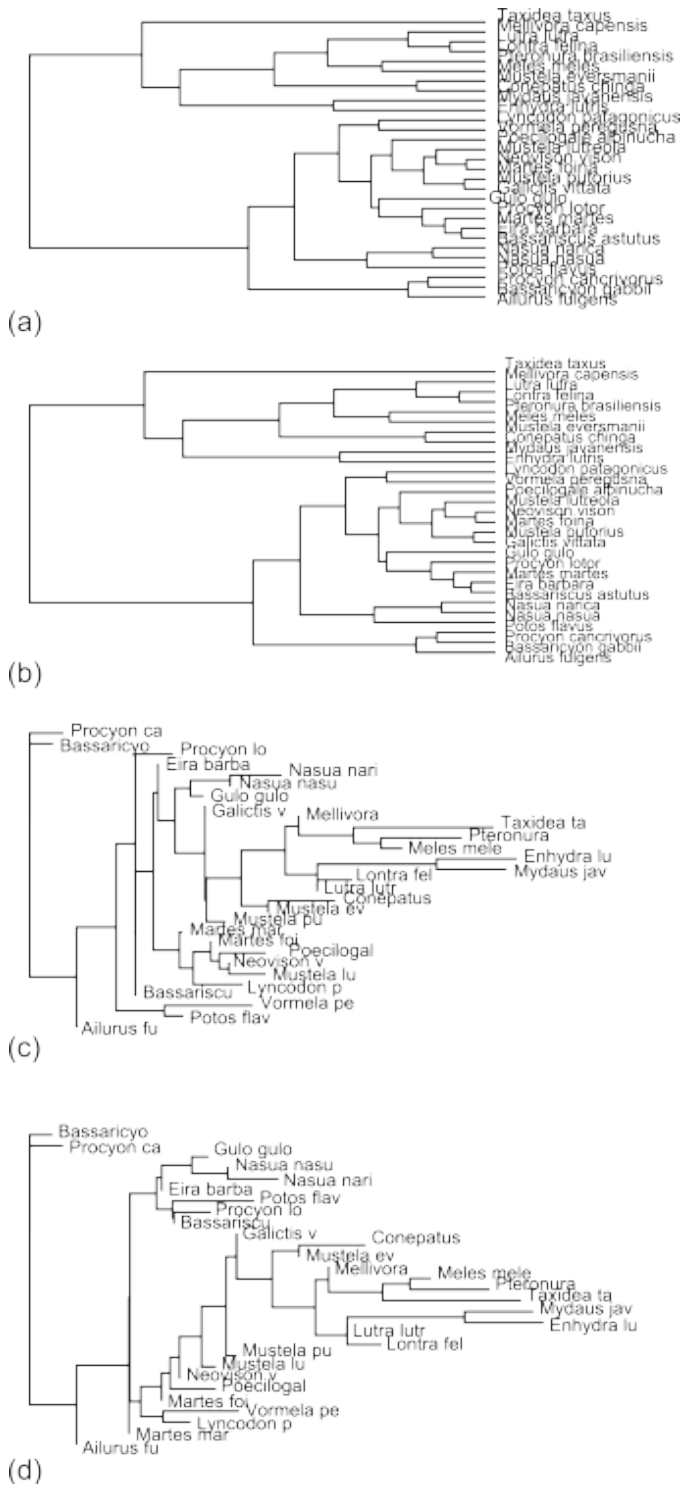 Taxidea taxus
Mellivora capensis
Lutra lutra
Lontra felina
Pteronura brasiliensis
Meles meles
Mustela eversmanii
Conepatus chinga
Mydaus javanensis
Enhydra lutris
Lyncodon patagonicus
Vormela peregusna
Poecilogale albinucha
Mustela lutreola
Neovison vison
Martes foina
Mustela putorius
Galictis vittata
Gulo gulo
Procyon lotor
Martes martes
Eira barbara
Bassariscus astutus
Nasua narica
Nasua nasua
Potos flavus
Procyon cancrivorus
Bassaricyon gabbii
Ailurus fulgens
(a)
Taxidea taxus
Mellivora capensis
Lutra lutra
Lontra felina
Pteronura brasiliensis
Meles meles
Mustela eversmanii
Conepatus chinga
Mydaus javanensis
Enhydra lutris
Lyncodon patagonicus
Vormela peregusna
Poecilogale albinucha
Mustela lutreola
Neovison vison
Martes foina
Mustela putorius
Galictis vittata
Gulo gulo
Procyon lotor
Martes martes
Eira barbara
Bassariscus astutus
Nasua narica
Nasua nasua
Potos flavus
Procyon cancrivorus
Bassaricyon gabbii
Ailurus fulgens
(b)
Procyon ca
Bassaricyo
Procyon lo
Eira barba
Nasua nari
Nasua nasu
Gulo gulo
Galictis v
Mellivora
Taxidea ta
Pteronura
Meles mele
Enhydra lu
Lontra fel
Mydaus jav
Lutra lutr
Conepatus
Mustela ev
Mustela pu
Martes mar
Martes foi
Poecilogal
Neovison v
Mustela lu
Lyncodon p
Bassariscu
Vormela pe
Potos flav
Ailurus fu
(c)
Bassaricyo
Procyon ca
Gulo gulo
Nasua nasu
Nasua nari
Eira barba
Potos flav
Procyon lo
Bassariscu
Galictis v
Conepatus
Mustela ev
Mellivora
Meles mele
Pteronura
Taxidea ta
Mydaus jav
Enhydra lu
Lutra lutr
Lontra fel
Mustela pu
Mustela lu
Neovison v
Poecilogal
Martes foi
Vormela pe
Lyncodon p
Martes mar
Ailurus fu
(d)